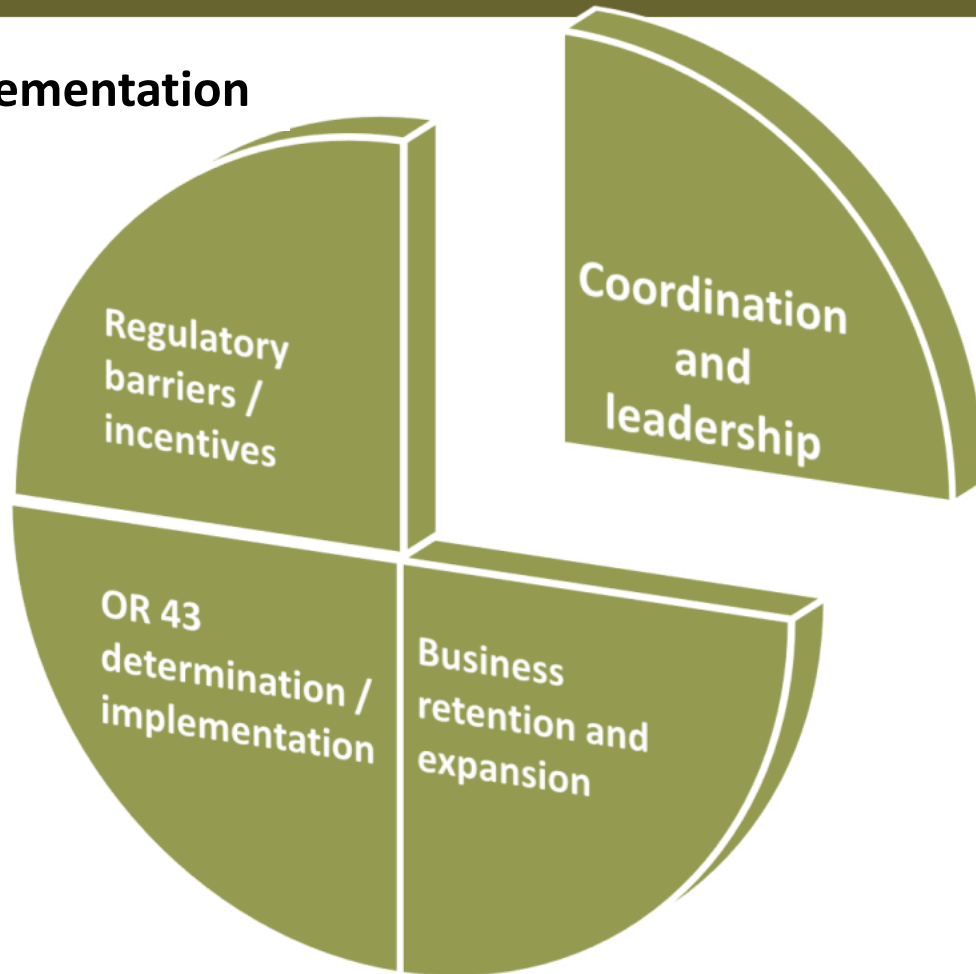 ementation
Coordination
and
leadership
Regulatory
barriers /
incentives
OR 43
determination /
implementation
Business
retention and
expansion